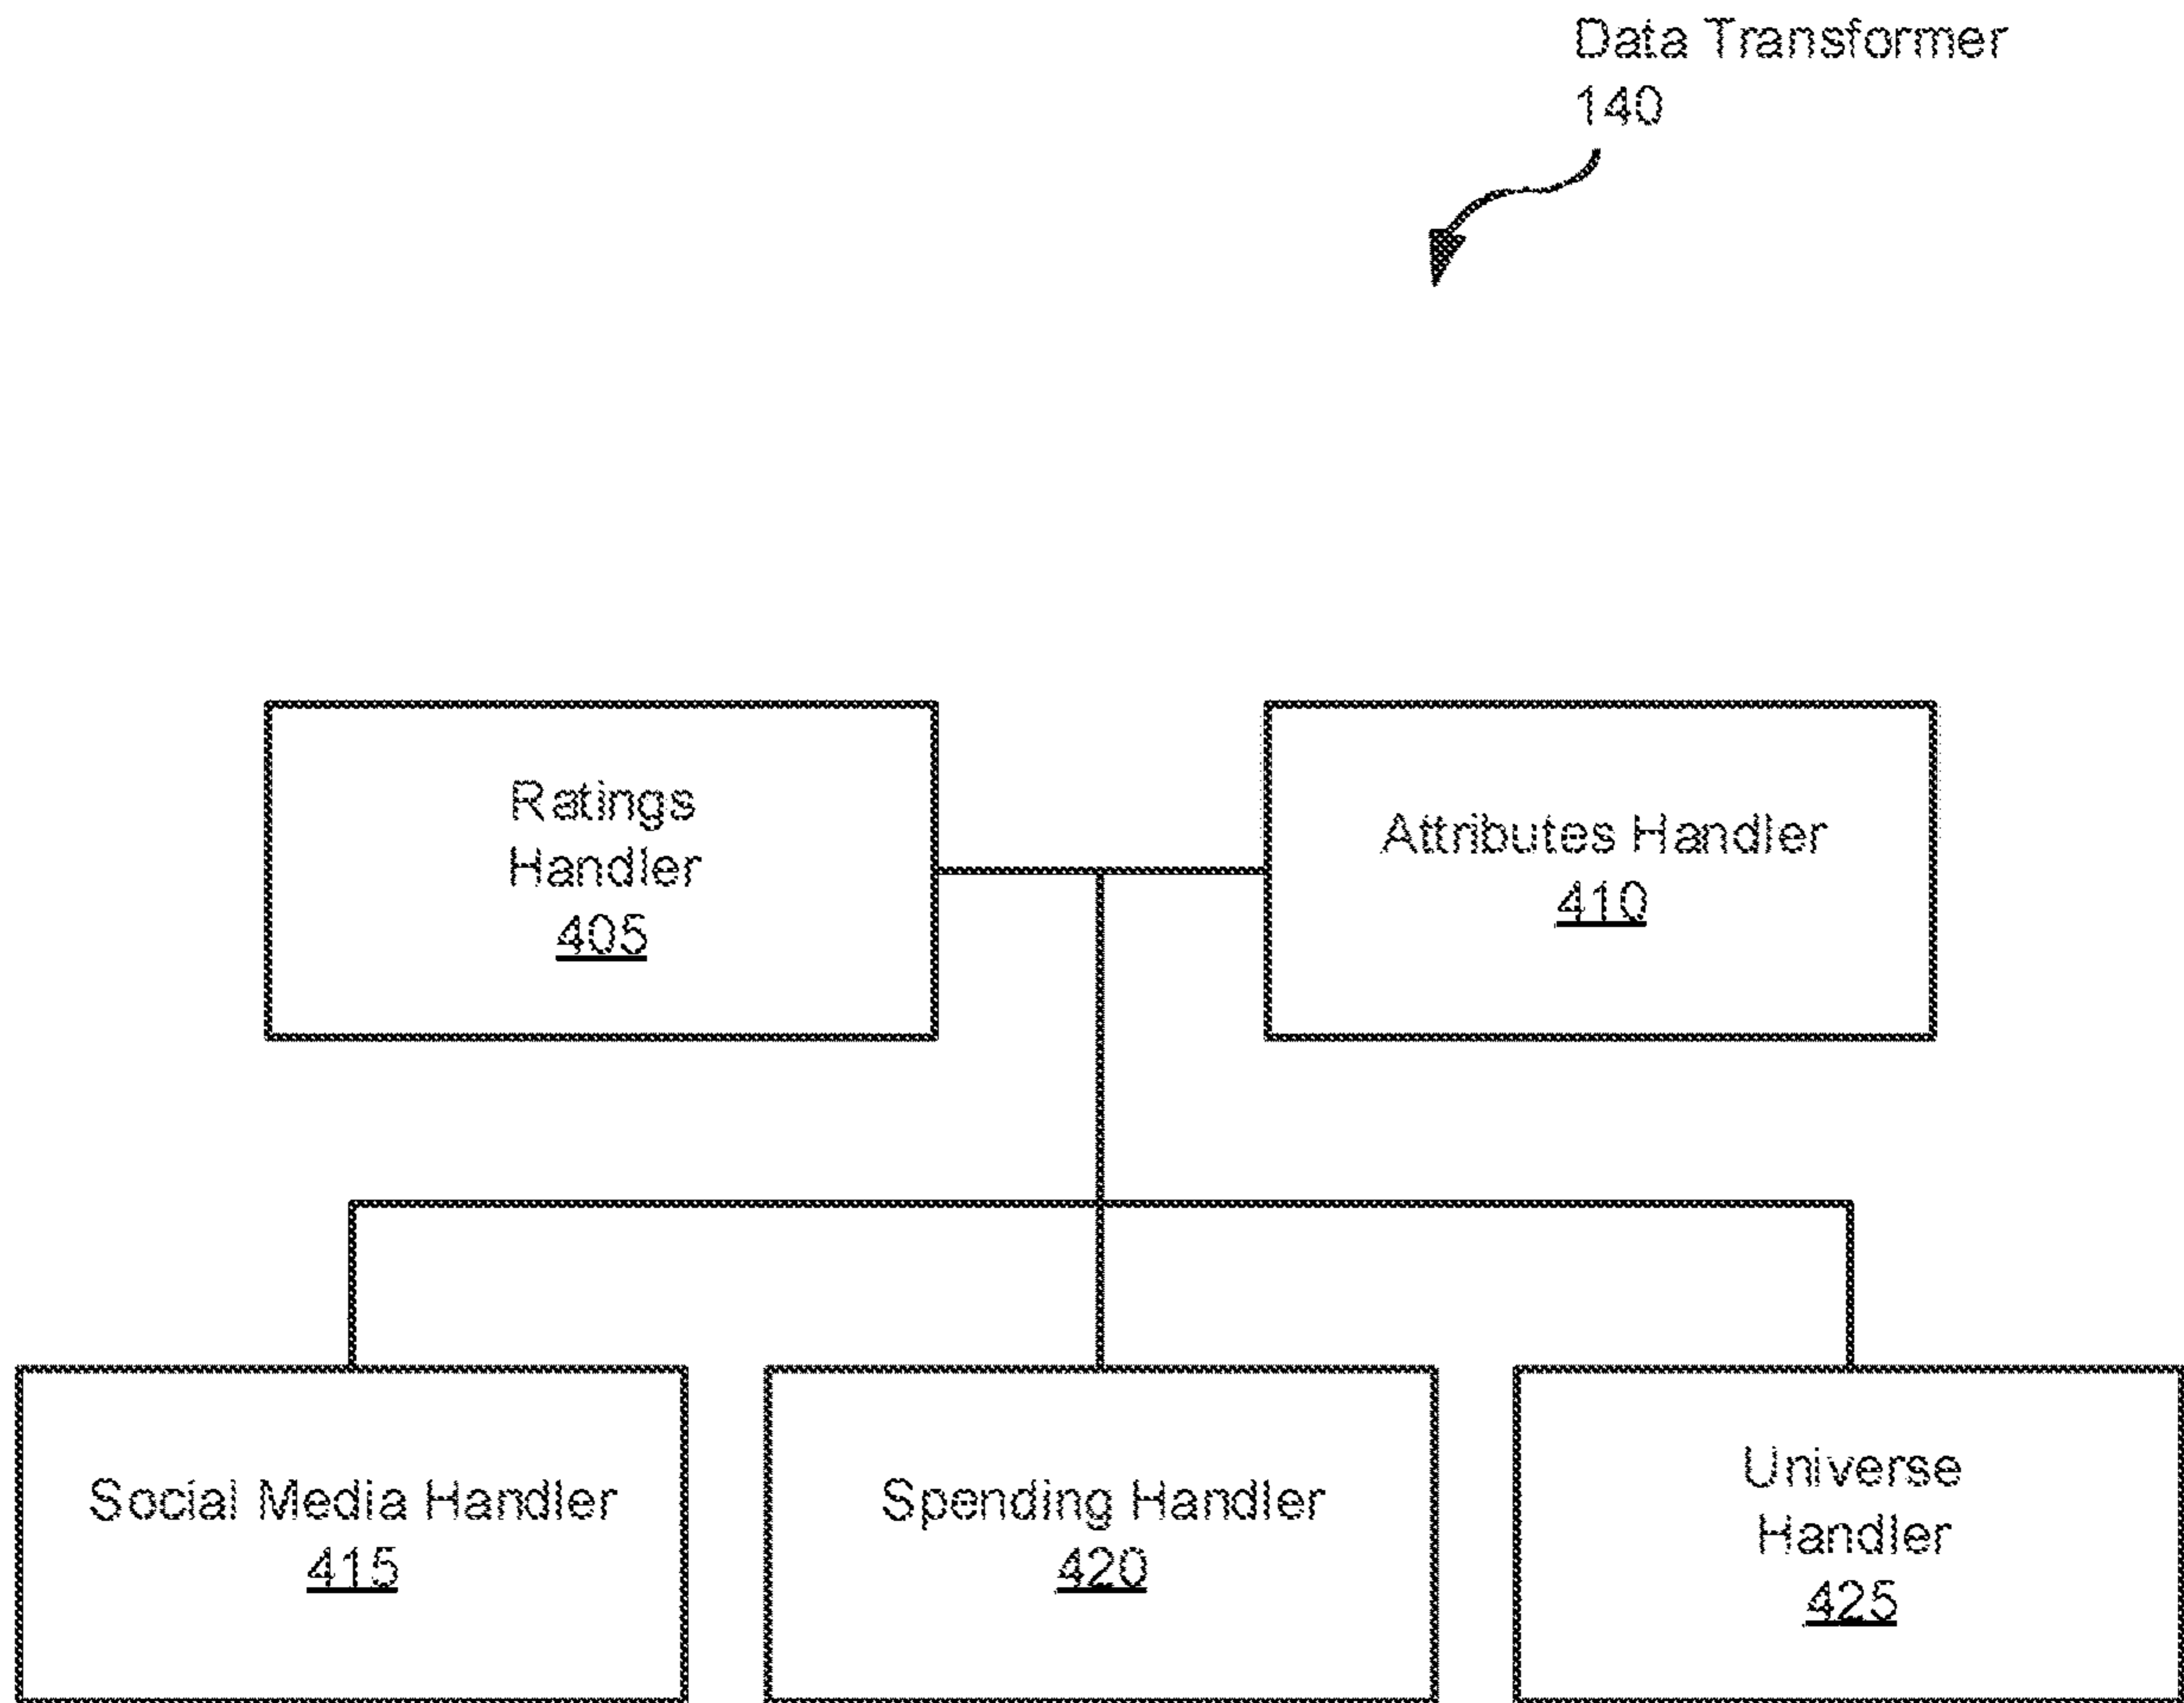 Data Transformer
140
Ratings
Handler
405
Attributes Handler
410
Social Media Handler
415
Spending Handler
420
Universe
Handler
425